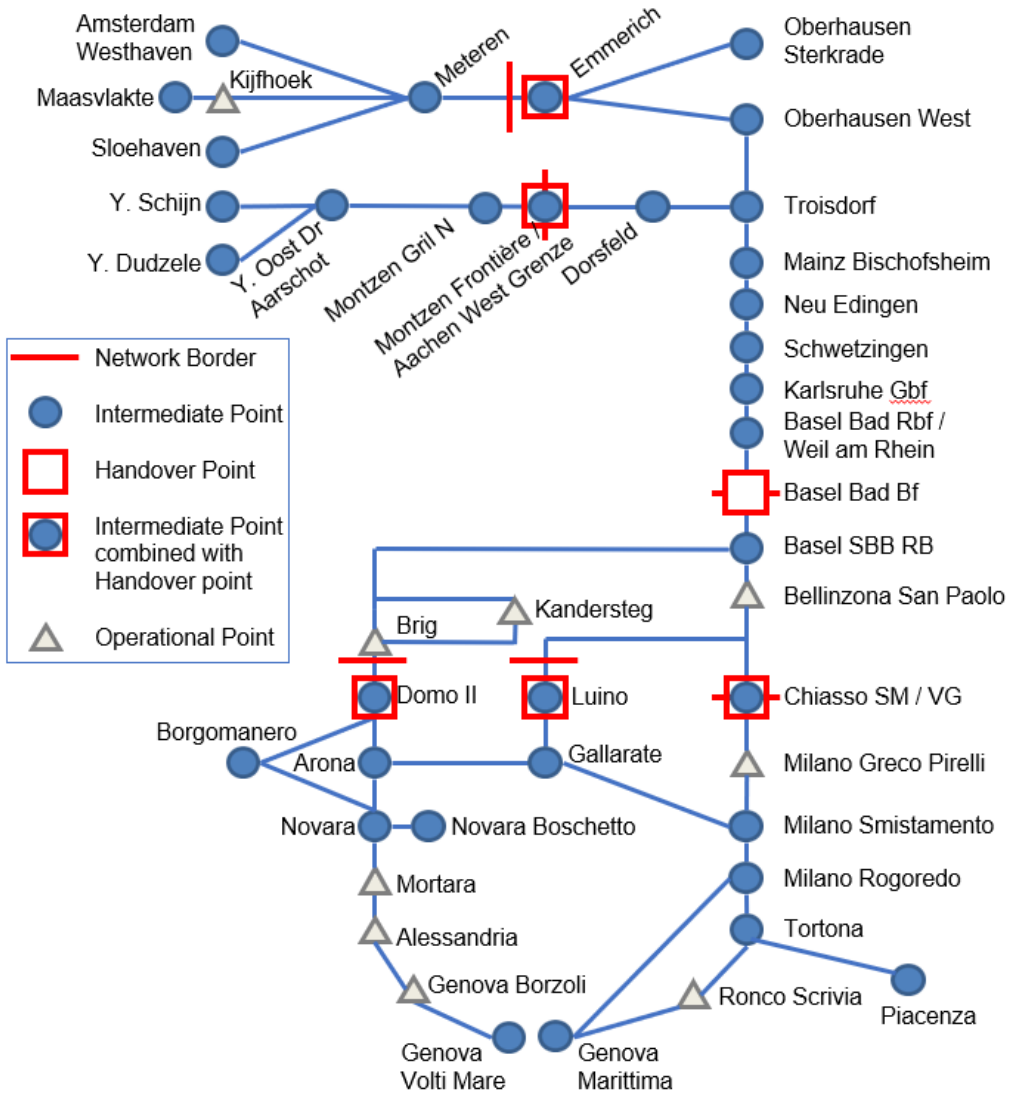 Amsterdam
Westhaven
Meteren
Emmerich
Oberhausen
Sterkrade
Kijfhoek
Maasvlakte
Oberhausen West
Sloehaven
Y. Schijn
Troisdorf
Y. Dudzele
Y. Oost Dr
Aarschot
Montzen Gril N
Montzen Frontière /
Aachen West Grenze
Dorsfeld
Mainz Bischofsheim
Neu Edingen
Schwetzingen
Karlsruhe Gbf
Basel Bad Rbf /
Weil am Rhein
Basel Bad Bf
Network Border
Intermediate Point
Handover Point
Intermediate Point
combined with
Handover point
Operational Point
Basel SBB RB
Bellinzona San Paolo
Kandersteg
Brig
Domo II
Luino
Chiasso SM / VG
Borgomanero
Arona
Gallarate
Milano Greco Pirelli
Novara
Novara Boschetto
Milano Smistamento
Mortara
Milano Rogoredo
Alessandria
Tortona
Genova Borzoli
Ronco Scrivia
Piacenza
Genova
Volti Mare
Genova
Marittima